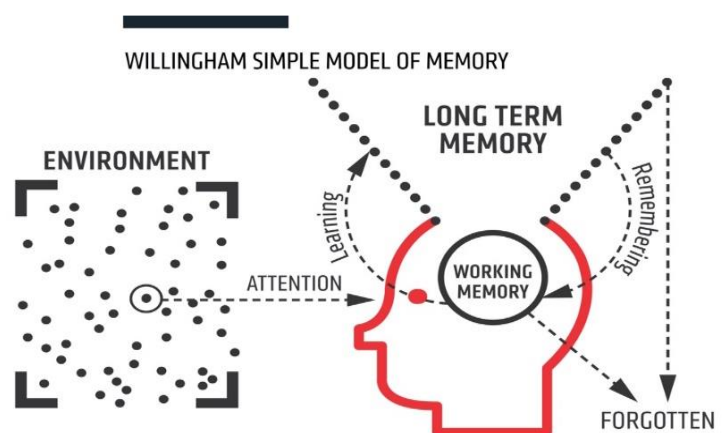 WILLINGHAM SIMPLE MODEL OF MEMORY
LONG TERM
MEMORY
ENVIRONMENT
Learning
Remembering
ATTENTION
WORKING
MEMORY
FORGOTTEN